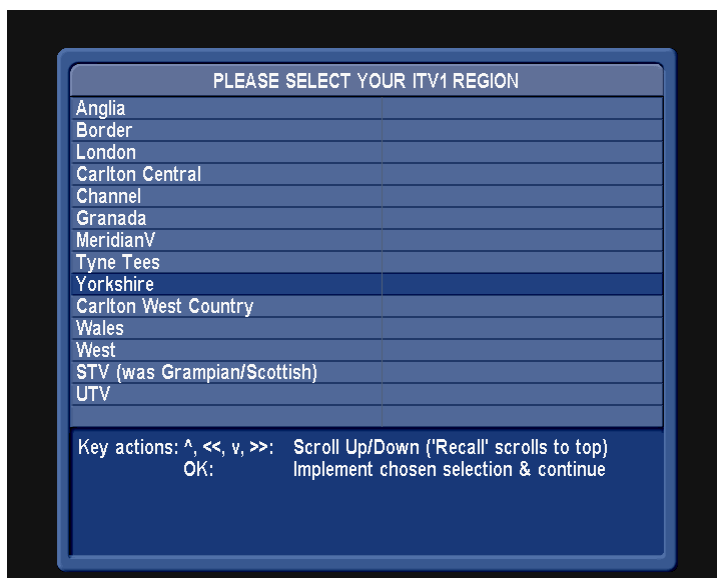 PLEASE SELECT YOUR ITV1 REGION
Anglia
Border
London
Carlton Central
Channel
Granada
MeridianV
Tyne Tees
Yorkshire
Carlton West Country
Wales
West
STV (was Grampian/Scottish)
UTV
Key actions: ^, <<, v, >>: Scroll Up/Down ('Recall' scrolls to top)
OK: Implement chosen selection & continue